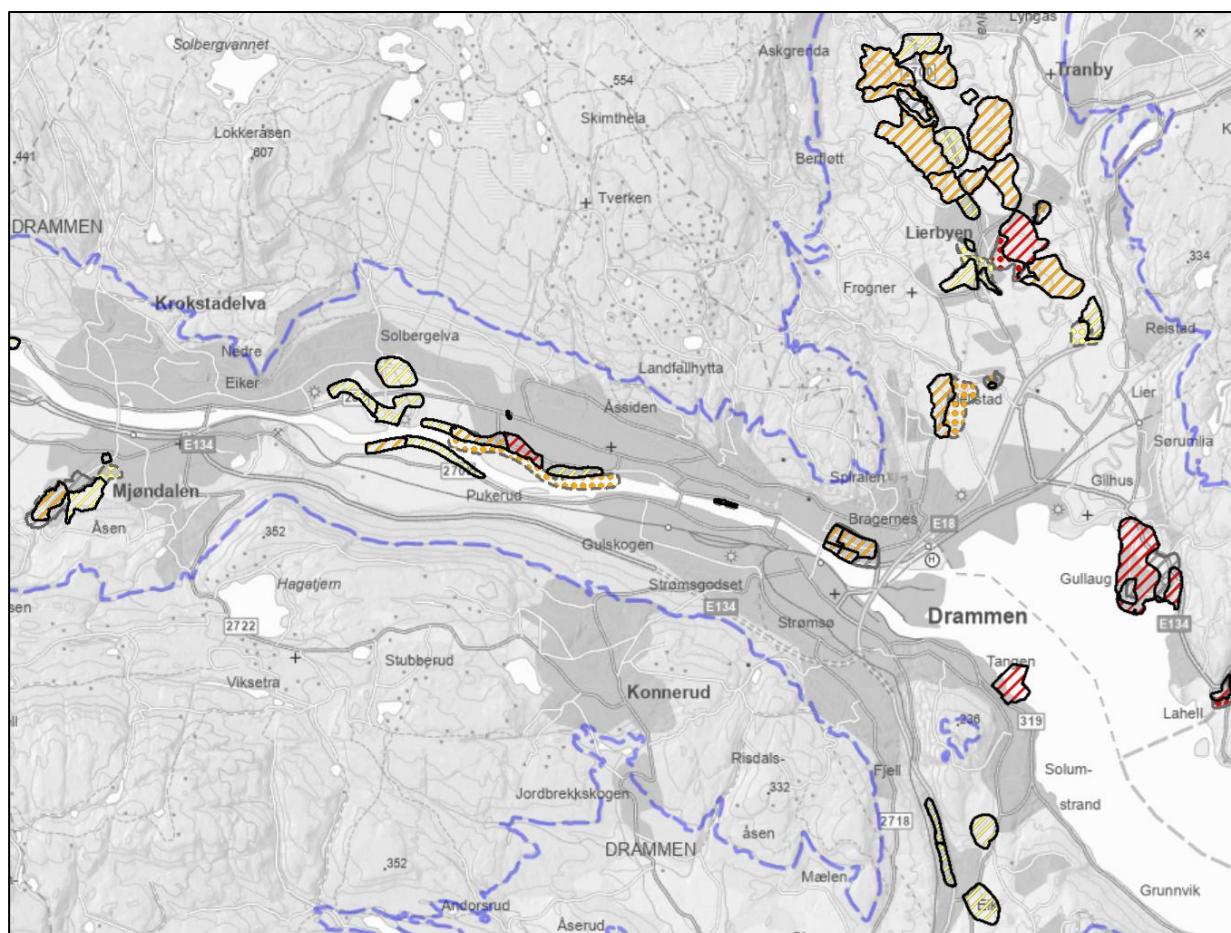 Solbergvannet
Askgrenda
Lyngås
Tranby
554
Skimthela
Lokkeråsen
607
441
Berfløtt
Tverken
DRAMMEN
Lierbyen
334
Frogner
Krokstadelva
Solbergelva
Reistad
Nedre
Eiker
Landfallhytta
Åssiden
Lier
E134
Sørumlia
Mjøndalen
Pukerud
Spiralen
Gilhus
Åsen
Bragernes
E18
352
Gulskogen
H
Hagatjern
Strømsgodset
Gullaug
E134
Strømsø
Drammen
E134
2722
Stubberud
Tangen
Viksetra
Konnerud
Lahell
236
319
Risdals-
332
Fjell
Solum-
strand
Jordbrekkskogen
2718
åsen
DRAMMEN
352
Mælen
Grunnvik
Andorsrud
Eik
Åserud